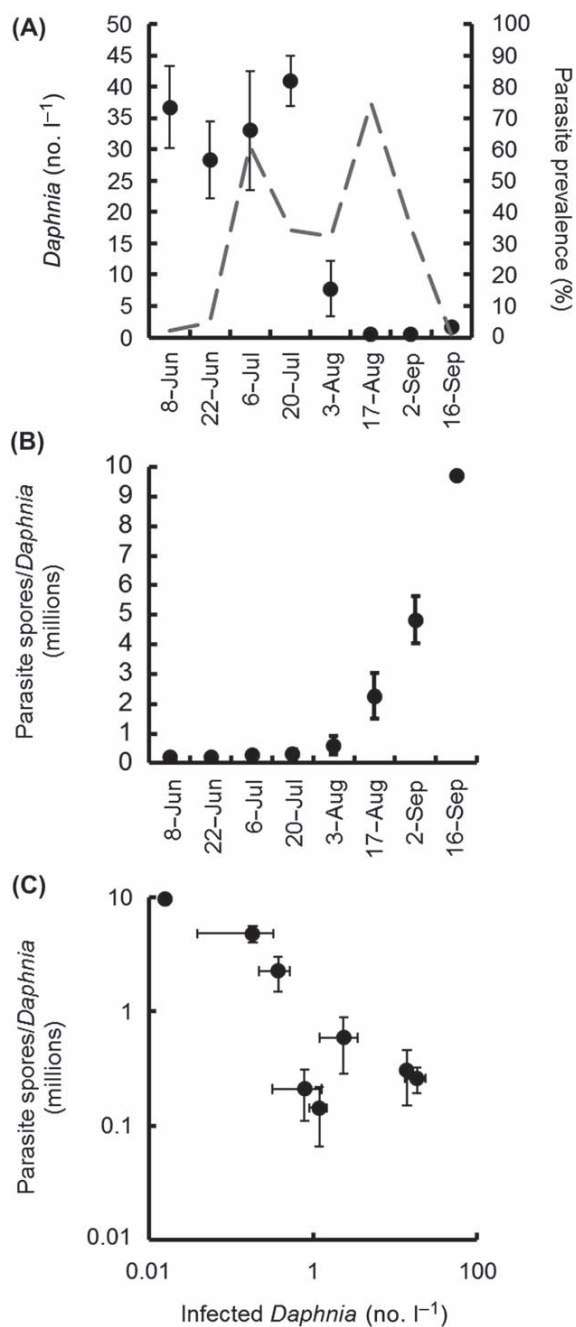 (A)
50
45
40
35
30
25
20
15
10
5
0
Daphnia (no. l⁻¹)
100
90
80
70
60
50
40
30
20
10
0
Parasite prevalence (%)
8–Jun
22–Jun
6–Jul
20–Jul
3–Aug
17–Aug
2–Sep
16–Sep
(B)
10
9
8
7
6
5
4
3
2
1
0
Parasite spores/Daphnia
(millions)
8–Jun
22–Jun
6–Jul
20–Jul
3–Aug
17–Aug
2–Sep
16–Sep
(C)
10
1
0.1
0.01
Parasite spores/Daphnia
(millions)
0.01
1
100
Infected Daphnia (no. l⁻¹)